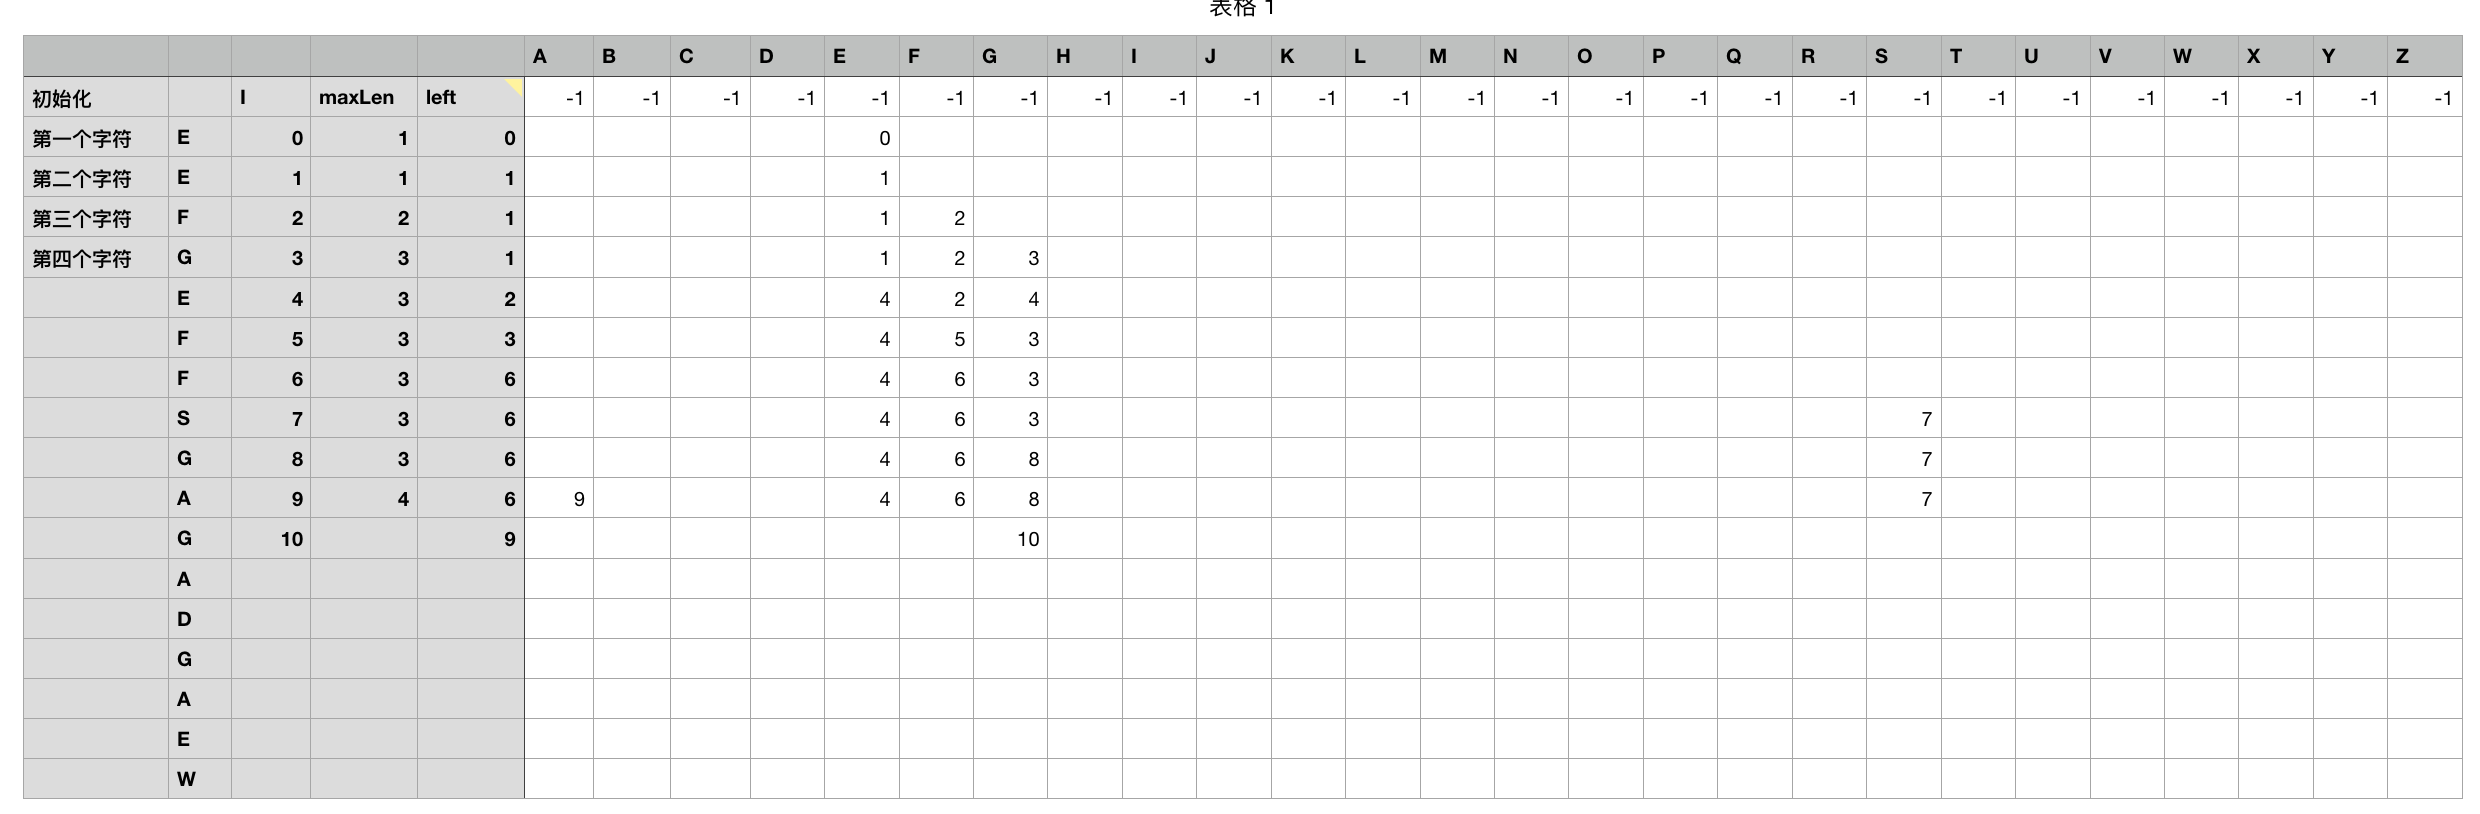 表格 1
A B C D E F G H I J K L M N O P Q R S T U V W X Y Z
初始化 I maxLen left -1 -1 -1 -1 -1 -1 -1 -1 -1 -1 -1 -1 -1 -1 -1 -1 -1 -1 -1 -1 -1 -1 -1 -1 -1 -1
第一个字符 E 0 1 0 0
第二个字符 E 1 1 1 1
第三个字符 F 2 2 1 1 2
第四个字符 G 3 3 1 1 2 3
E 4 3 2 4 2 4
F 5 3 3 4 5 3
F 6 3 6 4 6 3
S 7 3 6 4 6 3 7
G 8 3 6 4 6 8 7
A 9 4 6 9 4 6 8 7
G 10 9 10
A
D
G
A
E
W